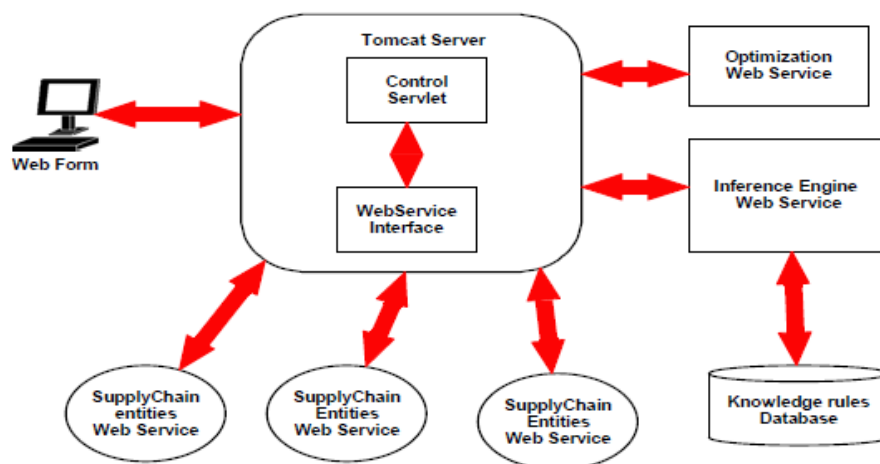 Tomcat Server
Control
Servlet
WebService
Interface
Web Form
Optimization
Web Service
Inference Engine
Web Service
SupplyChain
entities
Web Service
SupplyChain
Entities
Web Service
SupplyChain
Entities
Web Service
Knowledge rules
Database